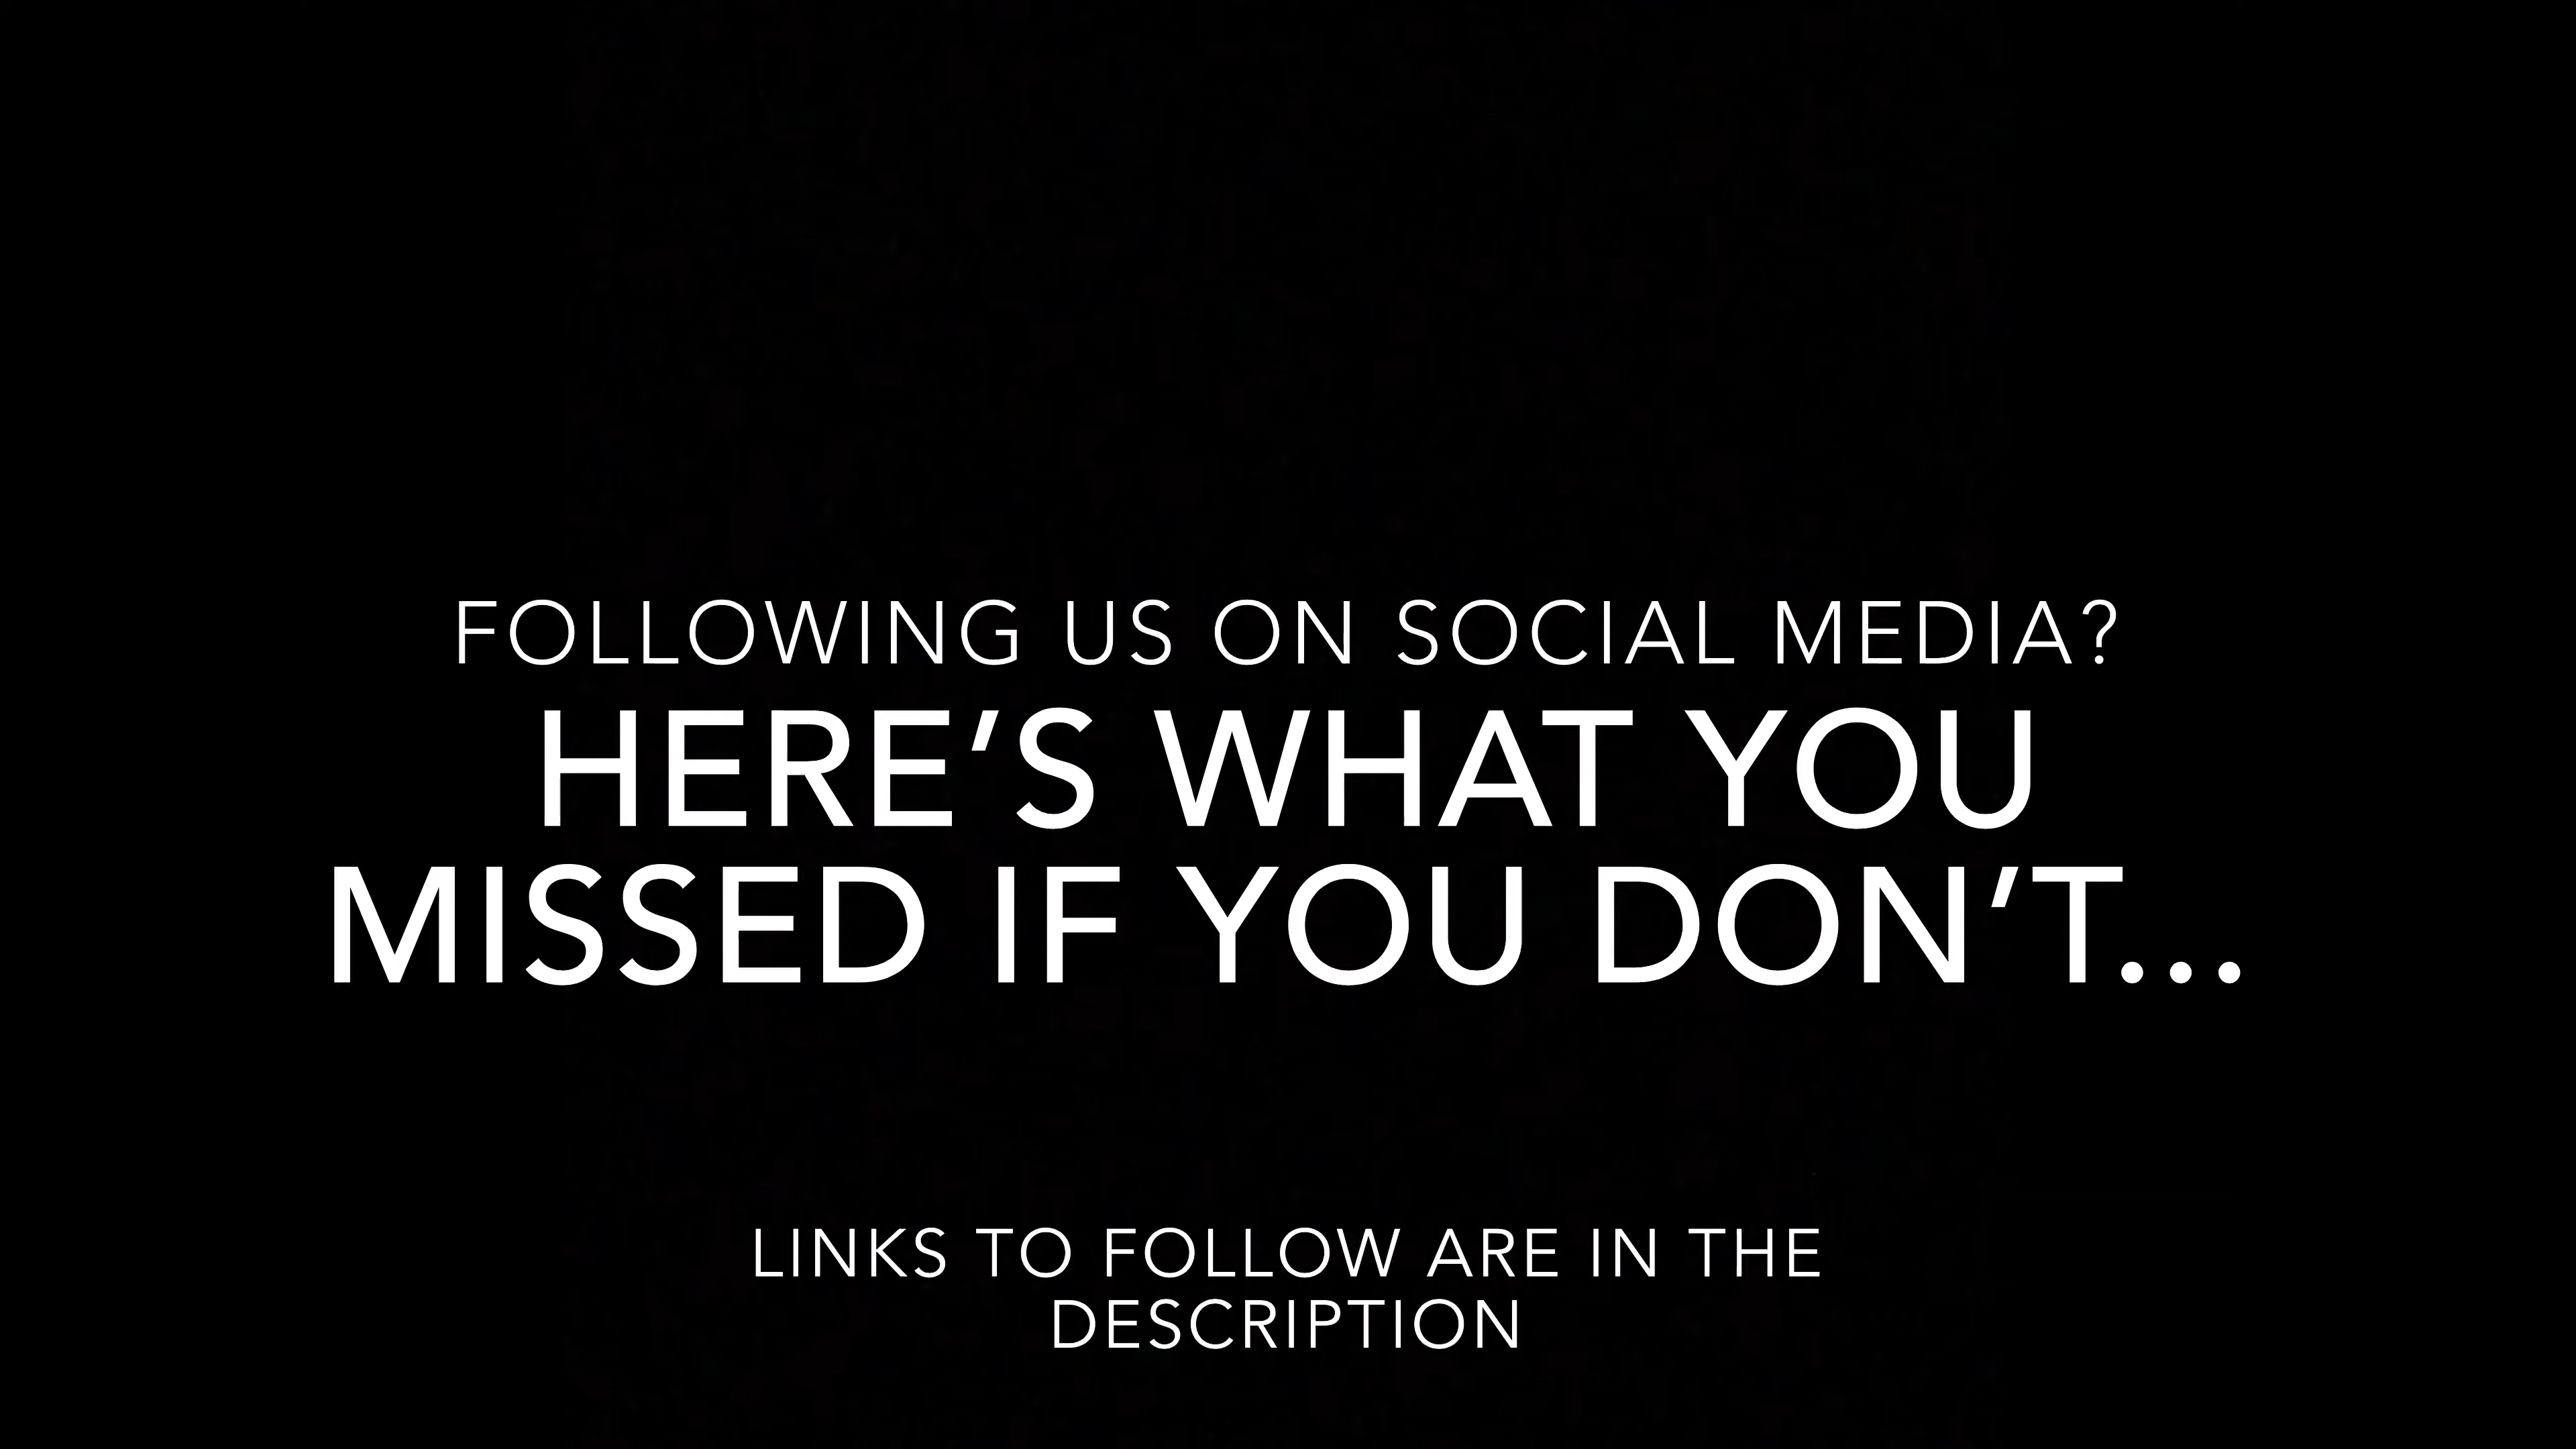 FOLLOWING US ON SOCIAL MEDIA?
HERE’S WHAT YOU
MISSED IF YOU DON’T...
LINKS TO FOLLOW ARE IN THE
DESCRIPTION